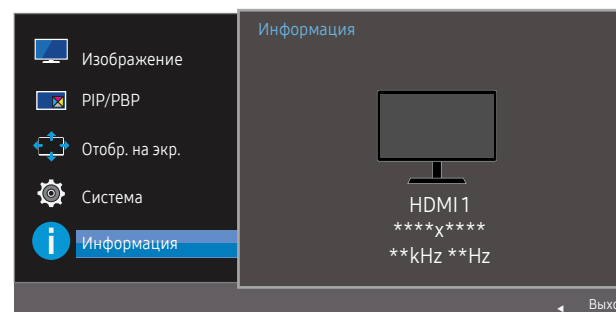 Информация
Изображение
PIP/PBP
Отобр. на экр.
Система
Информация
HDMI 1
****x****
**kHz **Hz